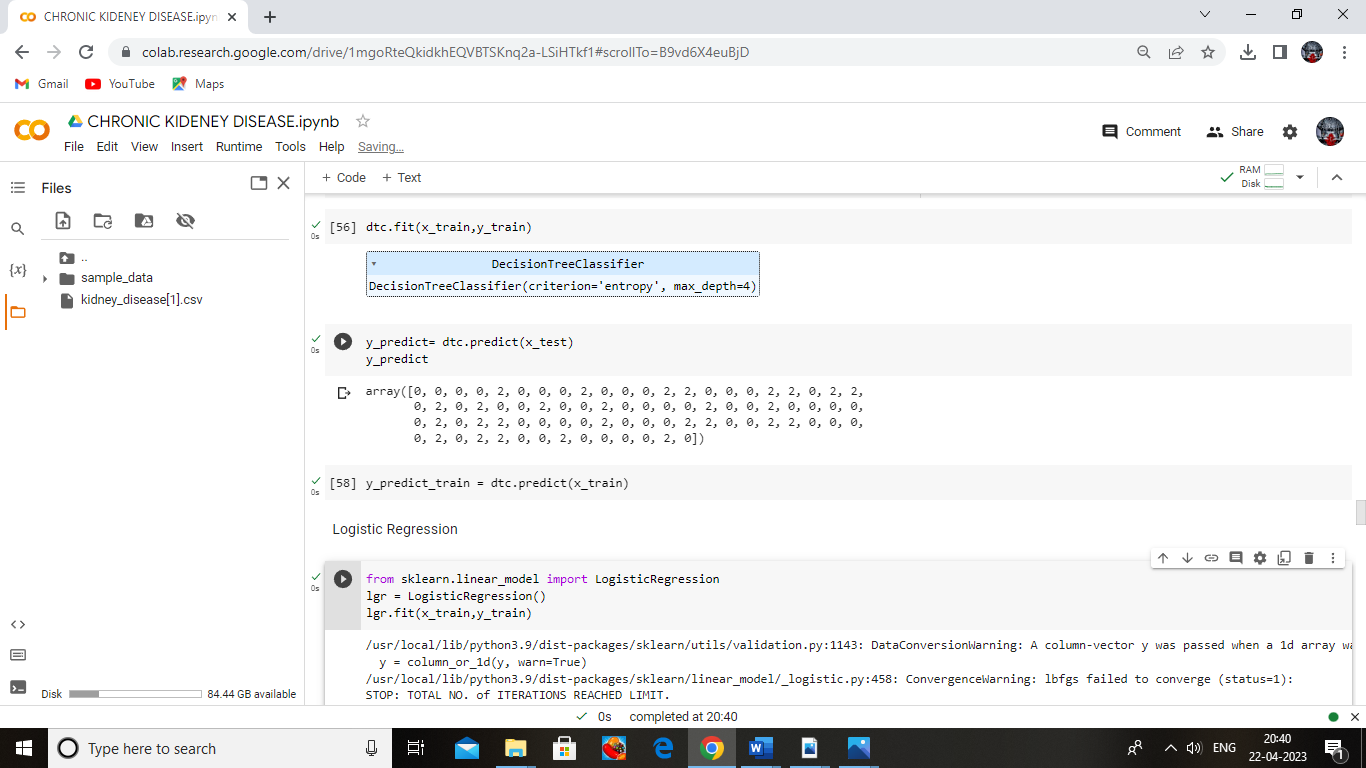 CHRONIC KIDENEY DISEASE.ipyn
colab.research.google.com/drive/1mgoRteQkidkhEQVBTSKnq2a-LSiHTkf1#scrollTo=B9vd6X4euBjD
Gmail YouTube Maps
CHRONIC KIDENEY DISEASE.ipynb
Comment Share
File Edit View Insert Runtime Tools Help Saving...
Files
+ Code + Text
RAM
Disk
{x}
..
sample_data
kidney_disease[1].csv
[56] dtc.fit(x_train,y_train)
0s
DecisionTreeClassifier
DecisionTreeClassifier(criterion='entropy', max_depth=4)
y_predict= dtc.predict(x_test)
0s
y_predict
array([0, 0, 0, 0, 2, 0, 0, 0, 2, 0, 0, 0, 2, 2, 0, 0, 0, 2, 2, 0, 2, 2,
0, 2, 0, 2, 0, 0, 2, 0, 0, 2, 0, 0, 0, 0, 2, 0, 0, 2, 0, 0, 0, 0,
0, 2, 0, 2, 2, 0, 0, 0, 0, 2, 0, 0, 0, 2, 2, 0, 0, 2, 2, 0, 0, 0,
0, 2, 0, 2, 2, 0, 0, 2, 0, 0, 0, 0, 2, 0])
[58] y_predict_train = dtc.predict(x_train)
0s
Logistic Regression
from sklearn.linear_model import LogisticRegression
0s
lgr = LogisticRegression()
lgr.fit(x_train,y_train)
/usr/local/lib/python3.9/dist-packages/sklearn/utils/validation.py:1143: DataConversionWarning: A column-vector y was passed when a 1d array wa
y = column_or_1d(y, warn=True)
/usr/local/lib/python3.9/dist-packages/sklearn/linear_model/_logistic.py:458: ConvergenceWarning: lbfgs failed to converge (status=1):
STOP: TOTAL NO. of ITERATIONS REACHED LIMIT.
Disk 84.44 GB available
0s completed at 20:40
Type here to search
ENG
20:40
22-04-2023
1